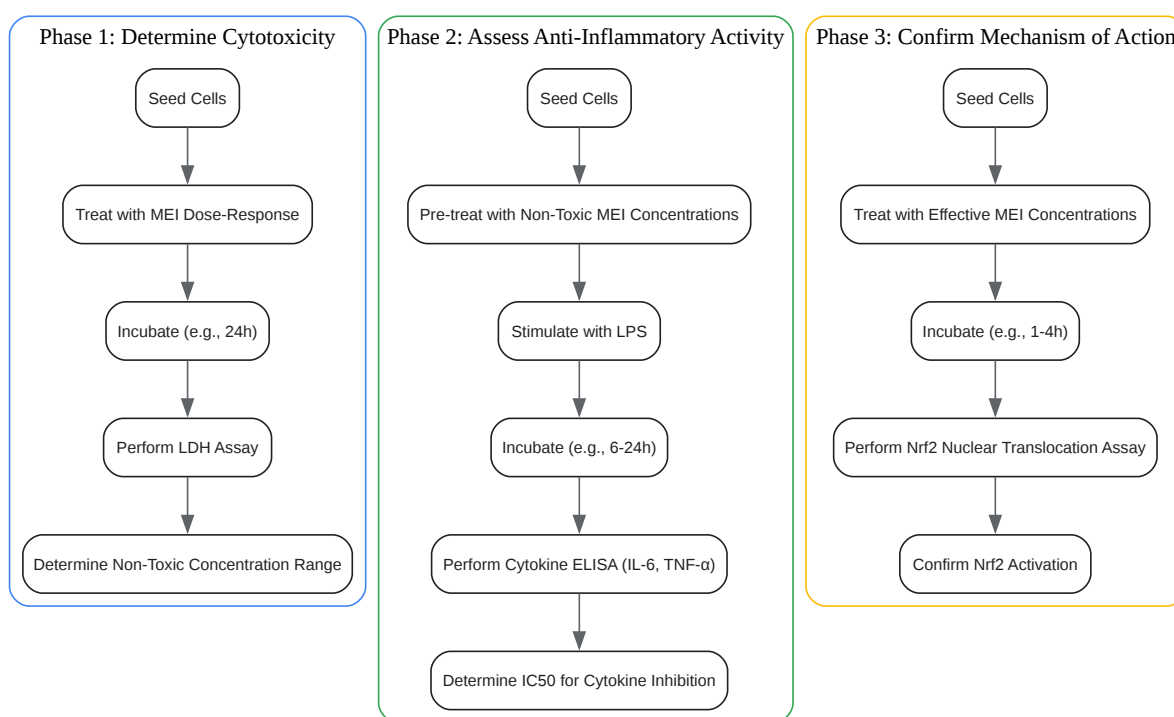 Phase 1: Determine Cytotoxicity
Seed Cells
Treat with MEI Dose-Response
Incubate (e.g., 24h)
Perform LDH Assay
Determine Non-Toxic Concentration Range
Phase 2: Assess Anti-Inflammatory Activity
Seed Cells
Pre-treat with Non-Toxic MEI Concentrations
Stimulate with LPS
Incubate (e.g., 6-24h)
Perform Cytokine ELISA (IL-6, TNF-α)
Determine IC50 for Cytokine Inhibition
Phase 3: Confirm Mechanism of Action
Seed Cells
Treat with Effective MEI Concentrations
Incubate (e.g., 1-4h)
Perform Nrf2 Nuclear Translocation Assay
Confirm Nrf2 Activation